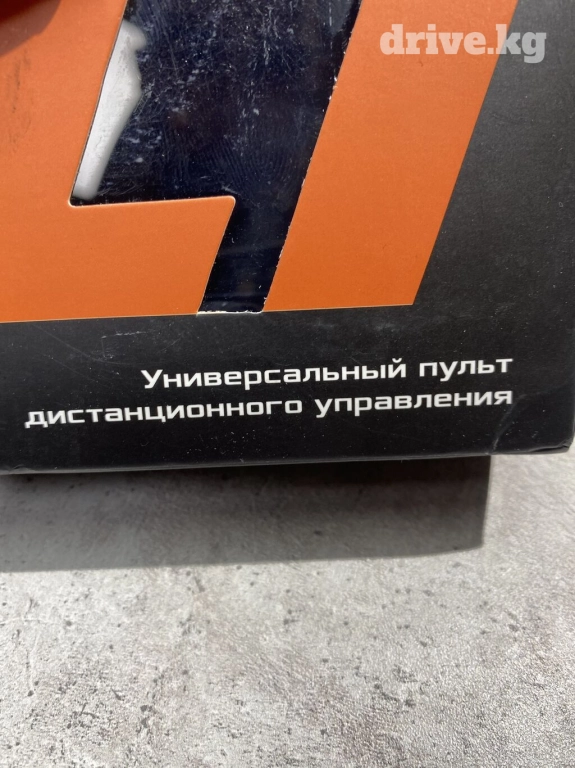 drive.kg
Универсальный пульт
дистанционного управления